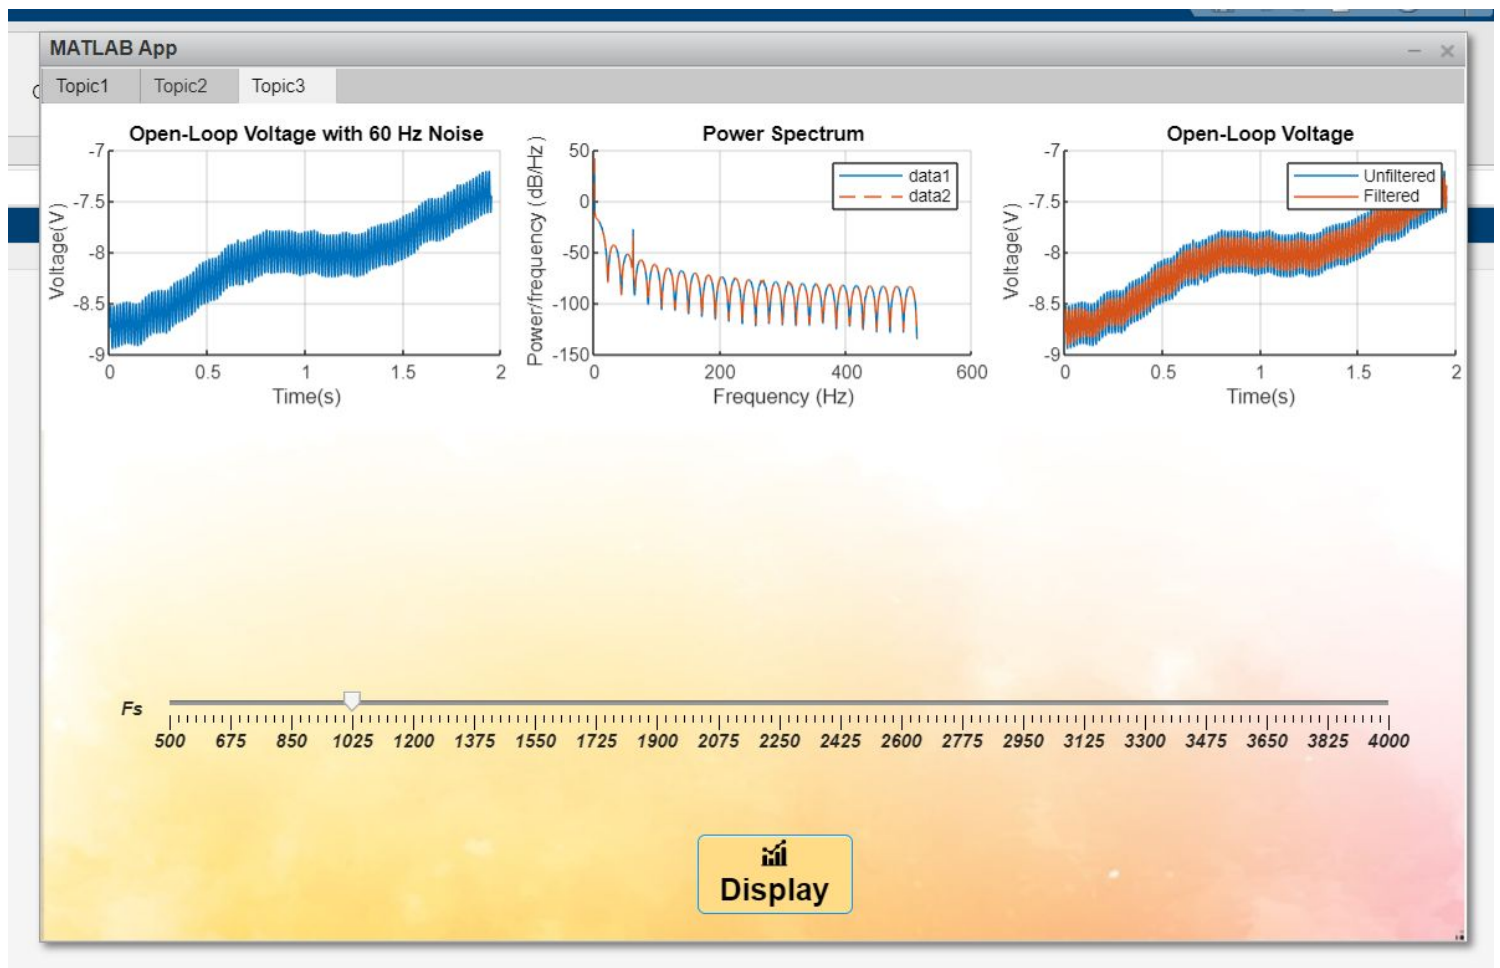 MATLAB App
Topic1 Topic2 Topic3
Open-Loop Voltage with 60 Hz Noise
-7
-7.5
-8
-8.5
-9
Voltage(V)
0 0.5 1 1.5 2
Time(s)
Power Spectrum
50
0
-50
-100
-150
Power/frequency (dB/Hz)
data1
data2
0 200 400 600
Frequency (Hz)
Open-Loop Voltage
-7
-7.5
-8
-8.5
-9
Voltage(V)
Unfiltered
Filtered
0 0.5 1 1.5 2
Time(s)
Fs
500 675 850 1025 1200 1375 1550 1725 1900 2075 2250 2425 2600 2775 2950 3125 3300 3475 3650 3825 4000
Display